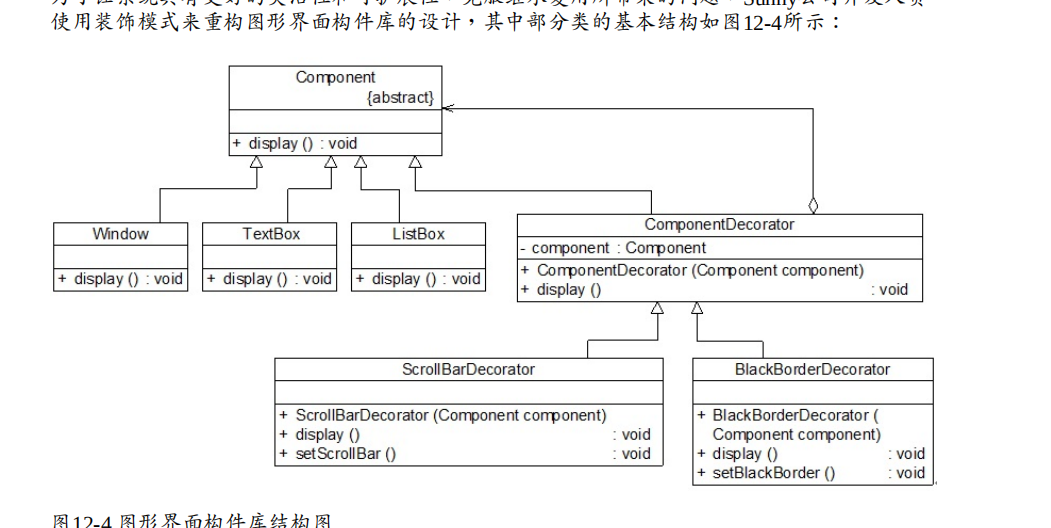 使用装饰模式来重构图形界面构件库的设计，其中部分类的基本结构如图12-4所示：
Component
{abstract}
+ display () : void
Window
+ display () : void
TextBox
+ display () : void
ListBox
+ display () : void
ComponentDecorator
- component : Component
+ ComponentDecorator (Component component)
+ display () : void
ScrollBarDecorator
+ ScrollBarDecorator (Component component)
+ display () : void
+ setScrollBar () : void
BlackBorderDecorator
+ BlackBorderDecorator (
Component component)
+ display () : void
+ setBlackBorder () : void
图12-4 图形界面构件库结构图